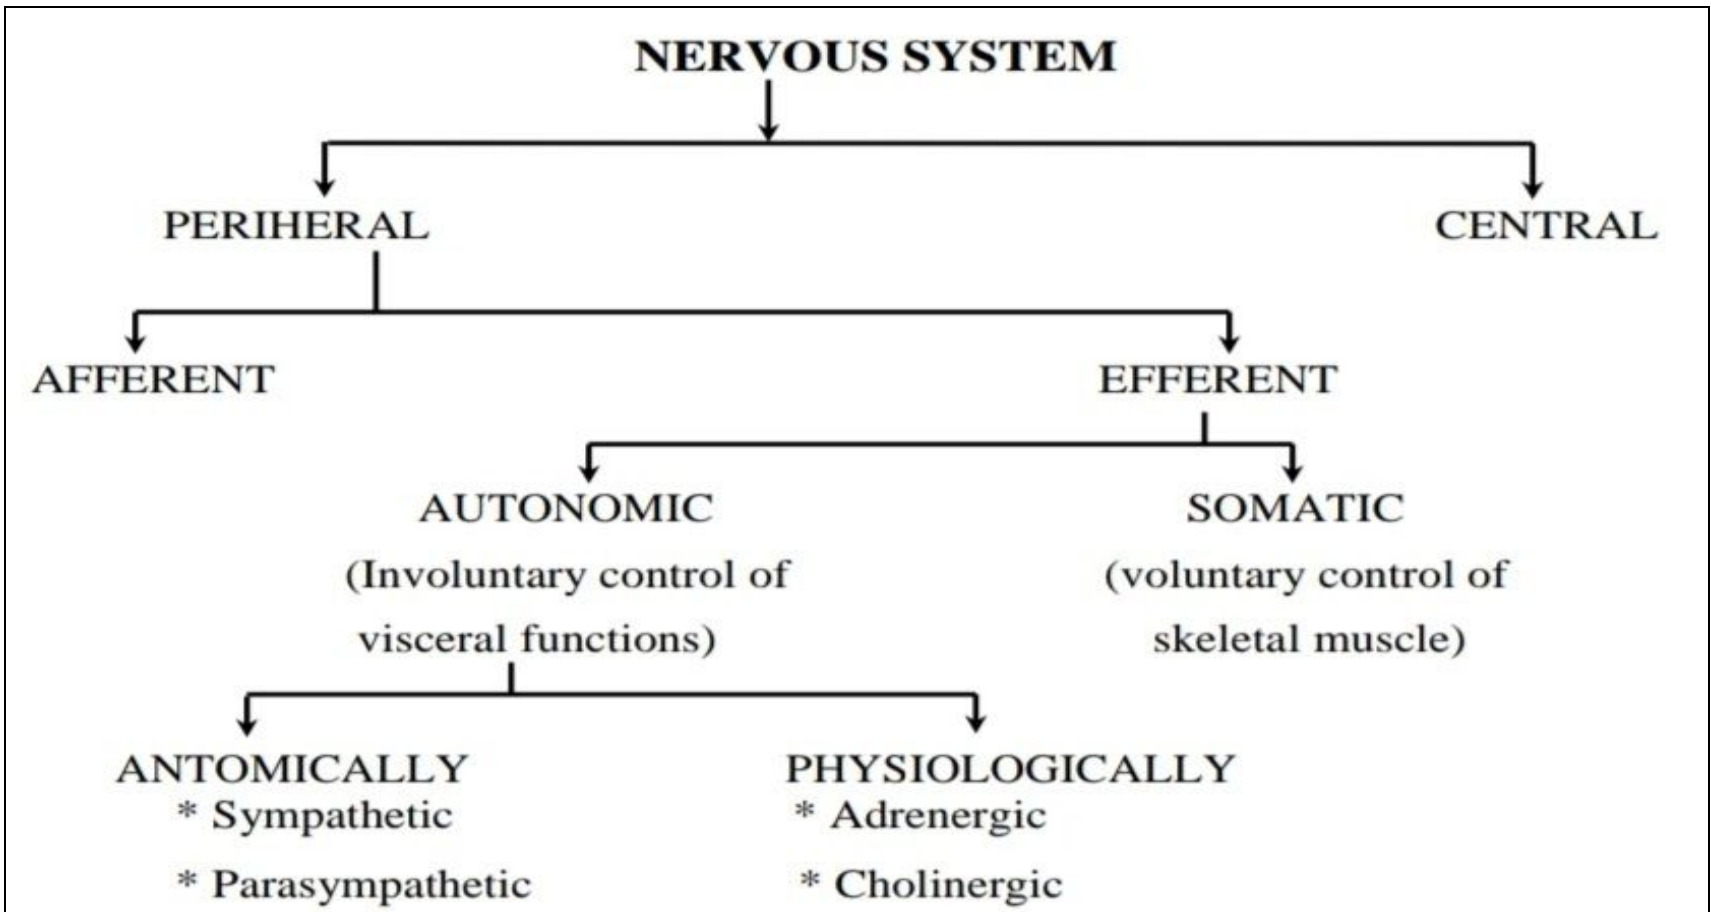 NERVOUS SYSTEM
PERIHERAL
CENTRAL
AFFERENT
EFFERENT
AUTONOMIC
(Involuntary control of
visceral functions)
SOMATIC
(voluntary control of
skeletal muscle)
ANTOMICALLY
* Sympathetic
* Parasympathetic
PHYSIOLOGICALLY
* Adrenergic
* Cholinergic